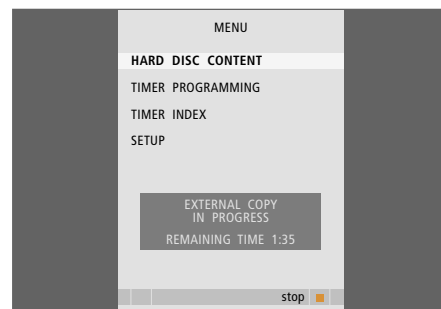 MENU
HARD DISC CONTENT
TIMER PROGRAMMING
TIMER INDEX
SETUP
EXTERNAL COPY
IN PROGRESS
REMAINING TIME 1:35
stop